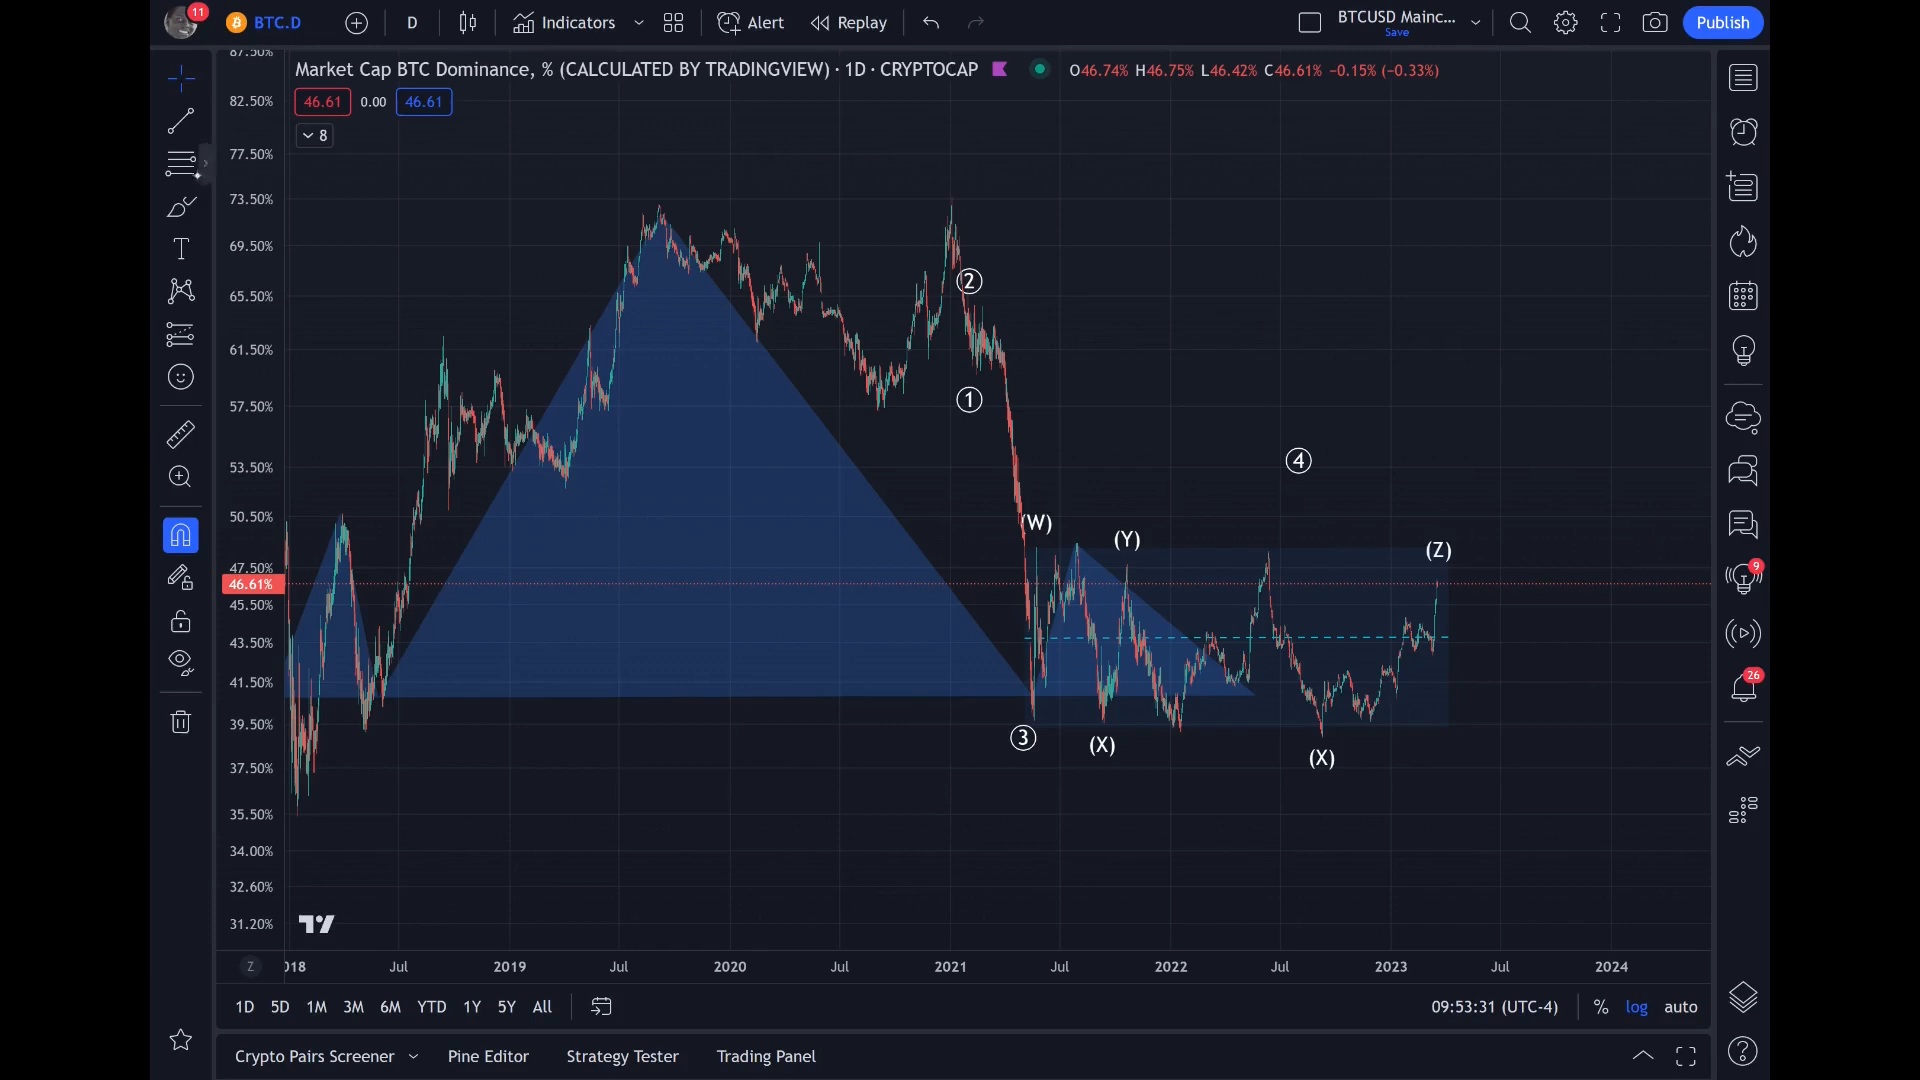 11
BTC.D
D
Indicators
Alert
Replay
BTCUSD Mainc...
Save
Publish
87.50%
Market Cap BTC Dominance, % (CALCULATED BY TRADINGVIEW) · 1D · CRYPTOCAP
O46.74% H46.75% L46.42% C46.61% −0.15% (−0.33%)
46.61 0.00 46.61
8
82.50%
77.50%
73.50%
69.50%
65.50%
61.50%
57.50%
53.50%
50.50%
47.50%
46.61%
45.50%
43.50%
41.50%
39.50%
37.50%
35.50%
34.00%
32.60%
31.20%
2
1
4
(W)
(Y)
(Z)
3
(X)
(X)
9
26
Z
018 Jul 2019 Jul 2020 Jul 2021 Jul 2022 Jul 2023 Jul 2024
1D 5D 1M 3M 6M YTD 1Y 5Y All
09:53:31 (UTC-4) % log auto
Crypto Pairs Screener Pine Editor Strategy Tester Trading Panel